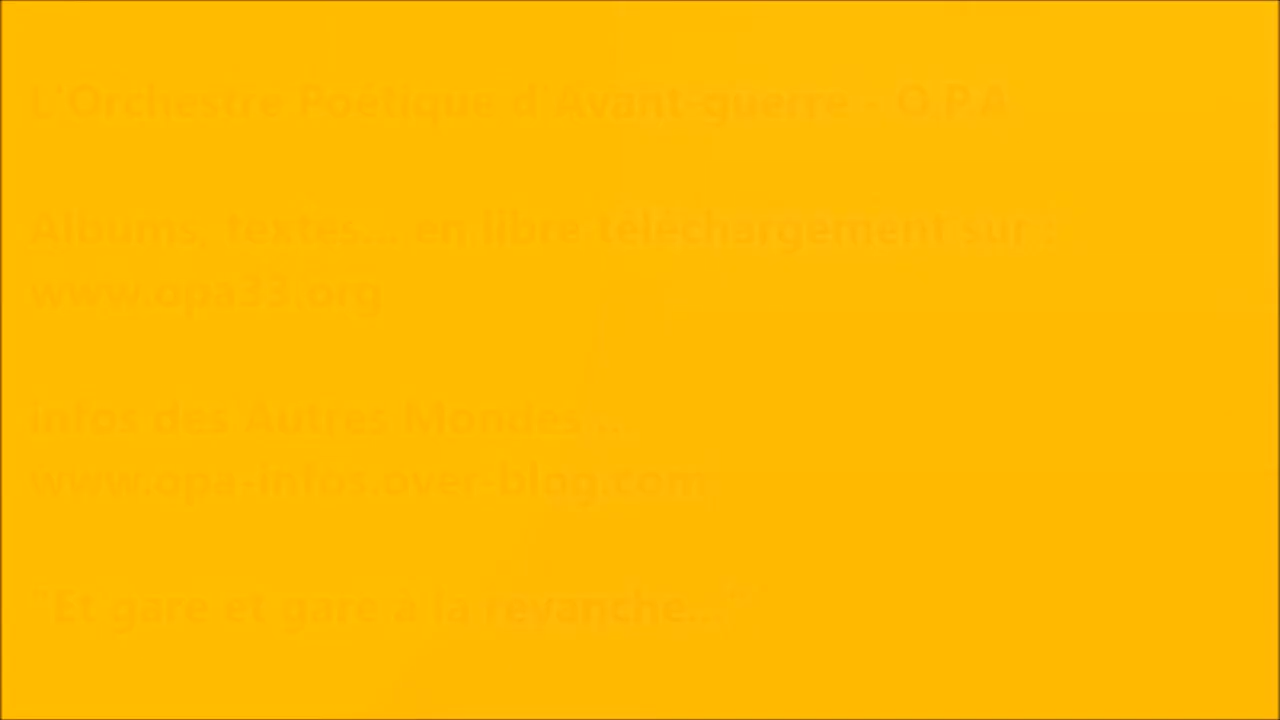 L'Orchestre Poétique d'Avant-guerre - O.P.A
Albums, textes... en libre téléchargement sur :
www.opa33.org
infos des Autres Mondes ...
www.opa-infos.over-blog.com
"Et gare et gare à la revanche..."